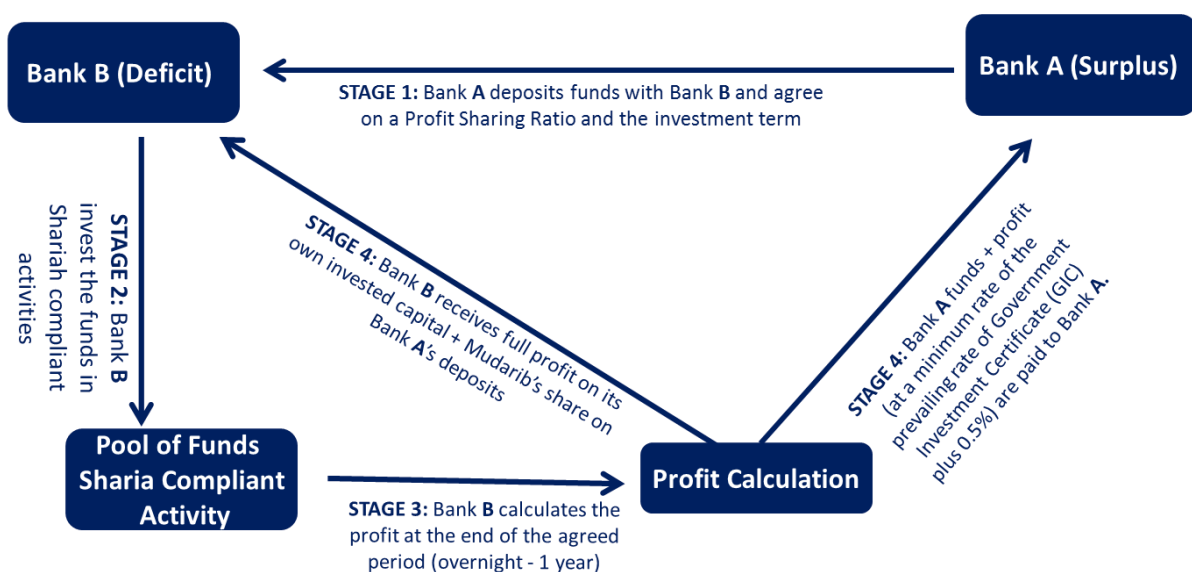 Bank B (Deficit)
Bank A (Surplus)
STAGE 1: Bank A deposits funds with Bank B and agree
on a Profit Sharing Ratio and the investment term
STAGE 2: Bank B
invest the funds in
Shariah compliant
activities
STAGE 4: Bank B receives full profit on its
own invested capital + Mudarib's share on
Bank A's deposits
STAGE 4: Bank A funds + profit
(at a minimum rate of the
prevailing rate of Government
Investment Certificate (GIC)
plus 0.5%) are paid to Bank A.
Pool of Funds
Sharia Compliant
Activity
STAGE 3: Bank B calculates the
profit at the end of the agreed
period (overnight - 1 year)
Profit Calculation